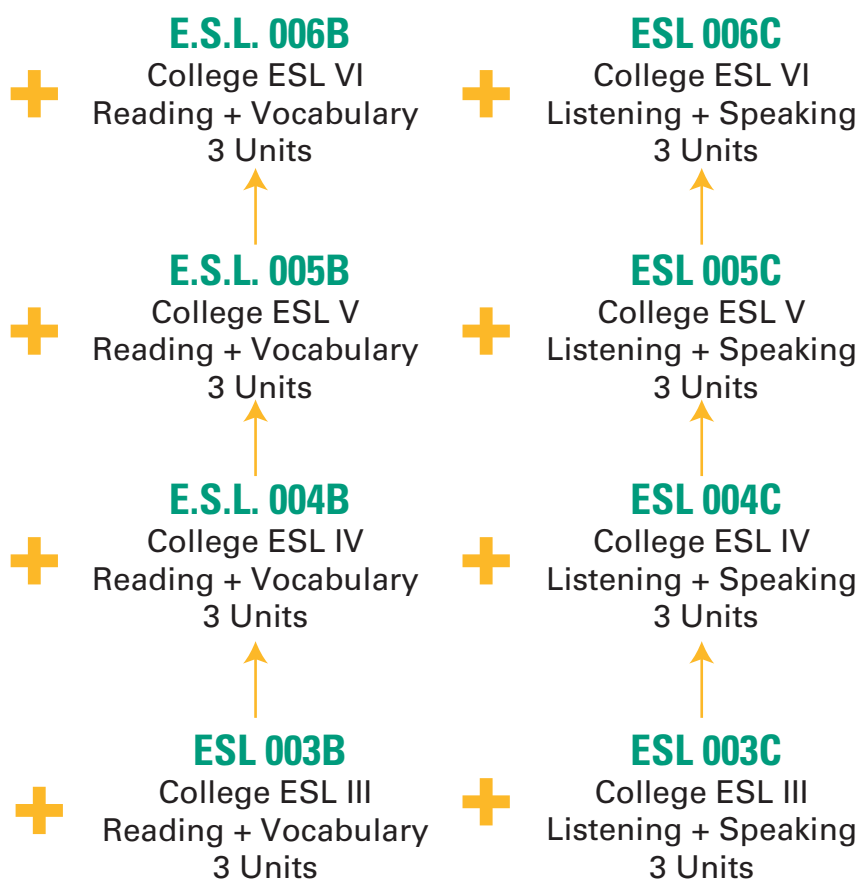 E.S.L. 006B
College ESL VI
Reading + Vocabulary
3 Units
ESL 006C
College ESL VI
Listening + Speaking
3 Units
E.S.L. 005B
College ESL V
Reading + Vocabulary
3 Units
ESL 005C
College ESL V
Listening + Speaking
3 Units
E.S.L. 004B
College ESL IV
Reading + Vocabulary
3 Units
ESL 004C
College ESL IV
Listening + Speaking
3 Units
ESL 003B
College ESL III
Reading + Vocabulary
3 Units
ESL 003C
College ESL III
Listening + Speaking
3 Units